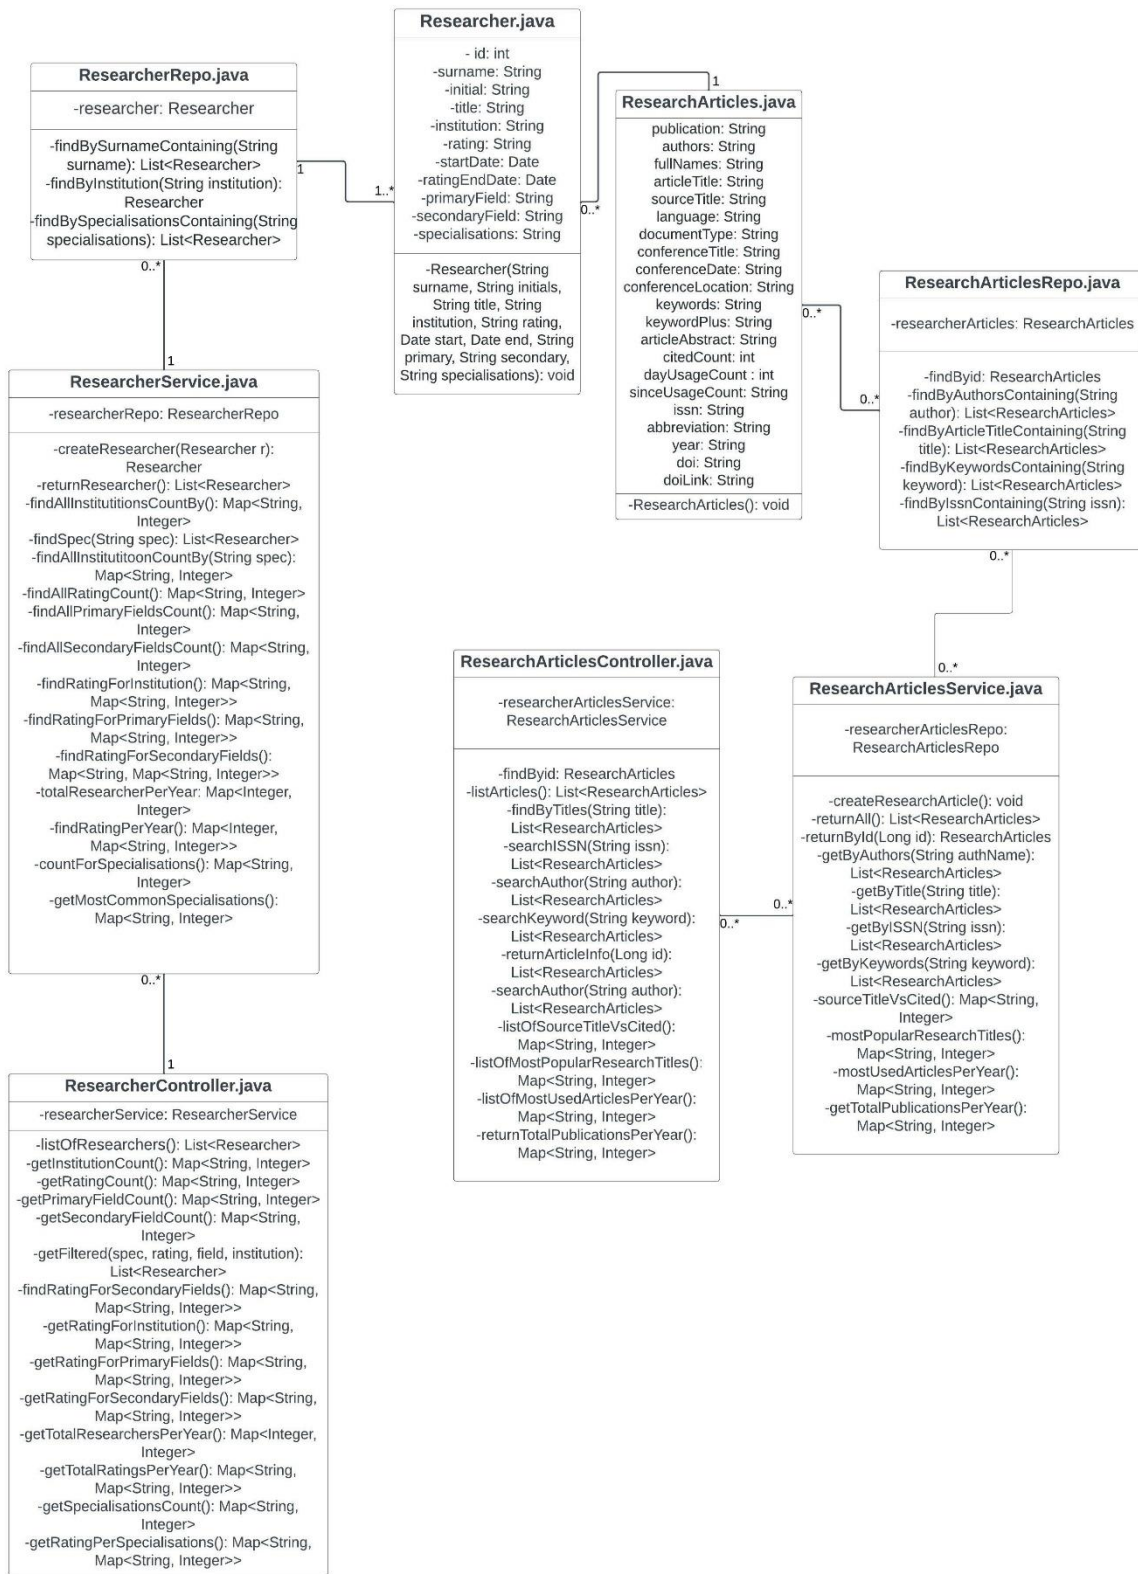 Researcher.java
- id: int
-surname: String
-initial: String
-title: String
-institution: String
-rating: String
-startDate: Date
-ratingEndDate: Date
-primaryField: String
-secondaryField: String
-specialisations: String
-Researcher(String
surname, String initials,
String title, String
institution, String rating,
Date start, Date end, String
primary, String secondary,
String specialisations): void
ResearcherRepo.java
-researcher: Researcher
-findBySurnameContaining(String
surname): List<Researcher>
-findByInstitution(String institution):
Researcher
-findBySpecialisationsContaining(String
specialisations): List<Researcher>
1
1..*
0..*
1
1
0..*
ResearchArticles.java
publication: String
authors: String
fullNames: String
articleTitle: String
sourceTitle: String
language: String
documentType: String
conferenceTitle: String
conferenceDate: String
conferenceLocation: String
keywords: String
keywordPlus: String
articleAbstract: String
citedCount: int
dayUsageCount : int
sinceUsageCount: String
issn: String
abbreviation: String
year: String
doi: String
doiLink: String
-ResearchArticles(): void
0..*
0..*
ResearchArticlesRepo.java
-researcherArticles: ResearchArticles
-findByid: ResearchArticles
-findByAuthorsContaining(String
author): List<ResearchArticles>
-findByArticleTitleContaining(String
title): List<ResearchArticles>
-findByKeywordsContaining(String
keyword): List<ResearchArticles>
-findByIssnContaining(String issn):
List<ResearchArticles>
0..*
0..*
ResearcherService.java
-researcherRepo: ResearcherRepo
-createResearcher(Researcher r):
Researcher
-returnResearcher(): List<Researcher>
-findAllInstitutitionsCountBy(): Map<String,
Integer>
-findSpec(String spec): List<Researcher>
-findAllInstitutitoonCountBy(String spec):
Map<String, Integer>
-findAllRatingCount(): Map<String, Integer>
-findAllPrimaryFieldsCount(): Map<String,
Integer>
-findAllSecondaryFieldsCount(): Map<String,
Integer>
-findRatingForInstitution(): Map<String,
Map<String, Integer>>
-findRatingForPrimaryFields(): Map<String,
Map<String, Integer>>
-findRatingForSecondaryFields():
Map<String, Map<String, Integer>>
-totalResearcherPerYear: Map<Integer,
Integer>
-findRatingPerYear(): Map<Integer,
Map<String, Integer>>
-countForSpecialisations(): Map<String,
Integer>
-getMostCommonSpecialisations():
Map<String, Integer>
0..*
1
ResearchArticlesController.java
-researcherArticlesService:
ResearchArticlesService
-findByid: ResearchArticles
-listArticles(): List<ResearchArticles>
-findByTitles(String title):
List<ResearchArticles>
-searchISSN(String issn):
List<ResearchArticles>
-searchAuthor(String author):
List<ResearchArticles>
-searchKeyword(String keyword):
List<ResearchArticles>
-returnArticleInfo(Long id):
List<ResearchArticles>
-searchAuthor(String author):
List<ResearchArticles>
-listOfSourceTitleVsCited():
Map<String, Integer>
-listOfMostPopularResearchTitles():
Map<String, Integer>
-listOfMostUsedArticlesPerYear():
Map<String, Integer>
-returnTotalPublicationsPerYear():
Map<String, Integer>
0..*
0..*
ResearchArticlesService.java
-researcherArticlesRepo:
ResearchArticlesRepo
-createResearchArticle(): void
-returnAll(): List<ResearchArticles>
-returnById(Long id): ResearchArticles
-getByAuthors(String authName):
List<ResearchArticles>
-getByTitle(String title):
List<ResearchArticles>
-getByISSN(String issn):
List<ResearchArticles>
-getByKeywords(String keyword):
List<ResearchArticles>
-sourceTitleVsCited(): Map<String,
Integer>
-mostPopularResearchTitles():
Map<String, Integer>
-mostUsedArticlesPerYear():
Map<String, Integer>
-getTotalPublicationsPerYear():
Map<String, Integer>
ResearcherController.java
-researcherService: ResearcherService
-listOfResearchers(): List<Researcher>
-getInstitutionCount(): Map<String, Integer>
-getRatingCount(): Map<String, Integer>
-getPrimaryFieldCount(): Map<String, Integer>
-getSecondaryFieldCount(): Map<String,
Integer>
-getFiltered(spec, rating, field, institution):
List<Researcher>
-findRatingForSecondaryFields(): Map<String,
Map<String, Integer>>
-getRatingForInstitution(): Map<String,
Map<String, Integer>>
-getRatingForPrimaryFields(): Map<String,
Map<String, Integer>>
-getRatingForSecondaryFields(): Map<String,
Map<String, Integer>>
-getTotalResearchersPerYear(): Map<Integer,
Integer>
-getTotalRatingsPerYear(): Map<String,
Map<String, Integer>>
-getSpecialisationsCount(): Map<String,
Integer>
-getRatingPerSpecialisations(): Map<String,
Map<String, Integer>>